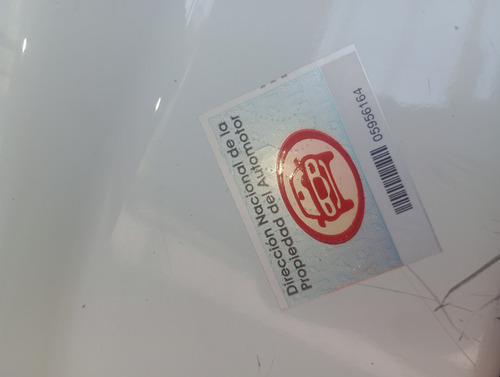 Dirección Nacional de la
Propiedad del Automotor
05956164